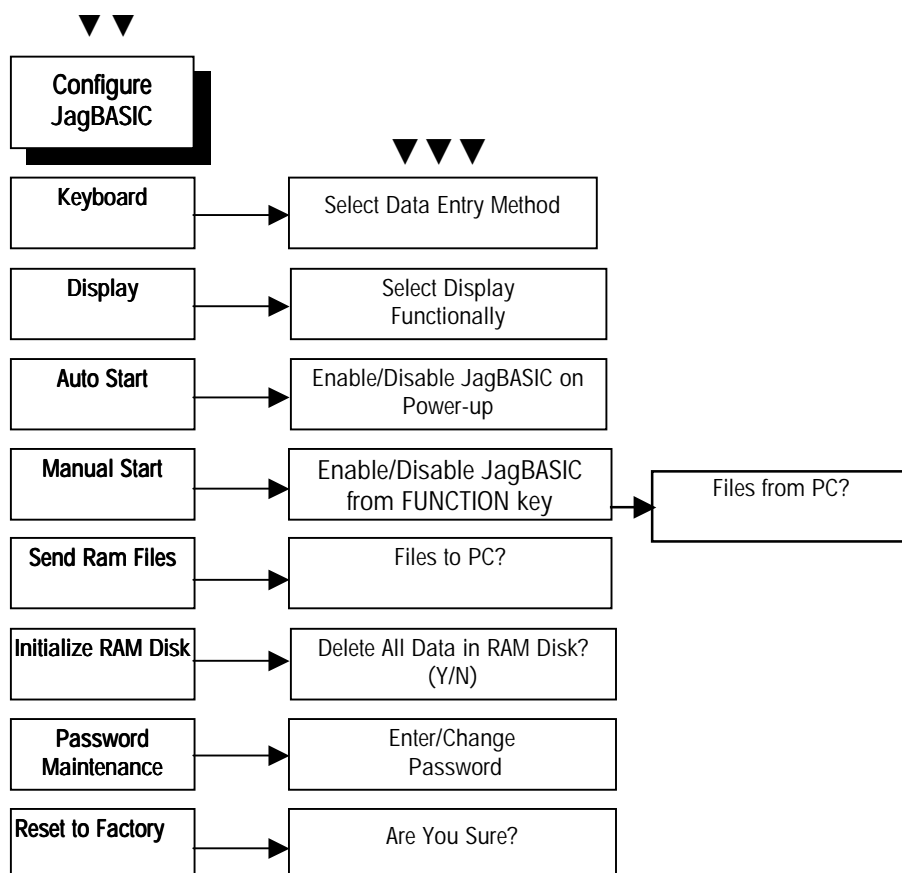 Configure
JagBASIC
Keyboard
Select Data Entry Method
Display
Select Display
Functionally
Auto Start
Enable/Disable JagBASIC on
Power-up
Manual Start
Enable/Disable JagBASIC
from FUNCTION key
Files from PC?
Send Ram Files
Files to PC?
Initialize RAM Disk
Delete All Data in RAM Disk?
(Y/N)
Password
Maintenance
Enter/Change
Password
Reset to Factory
Are You Sure?